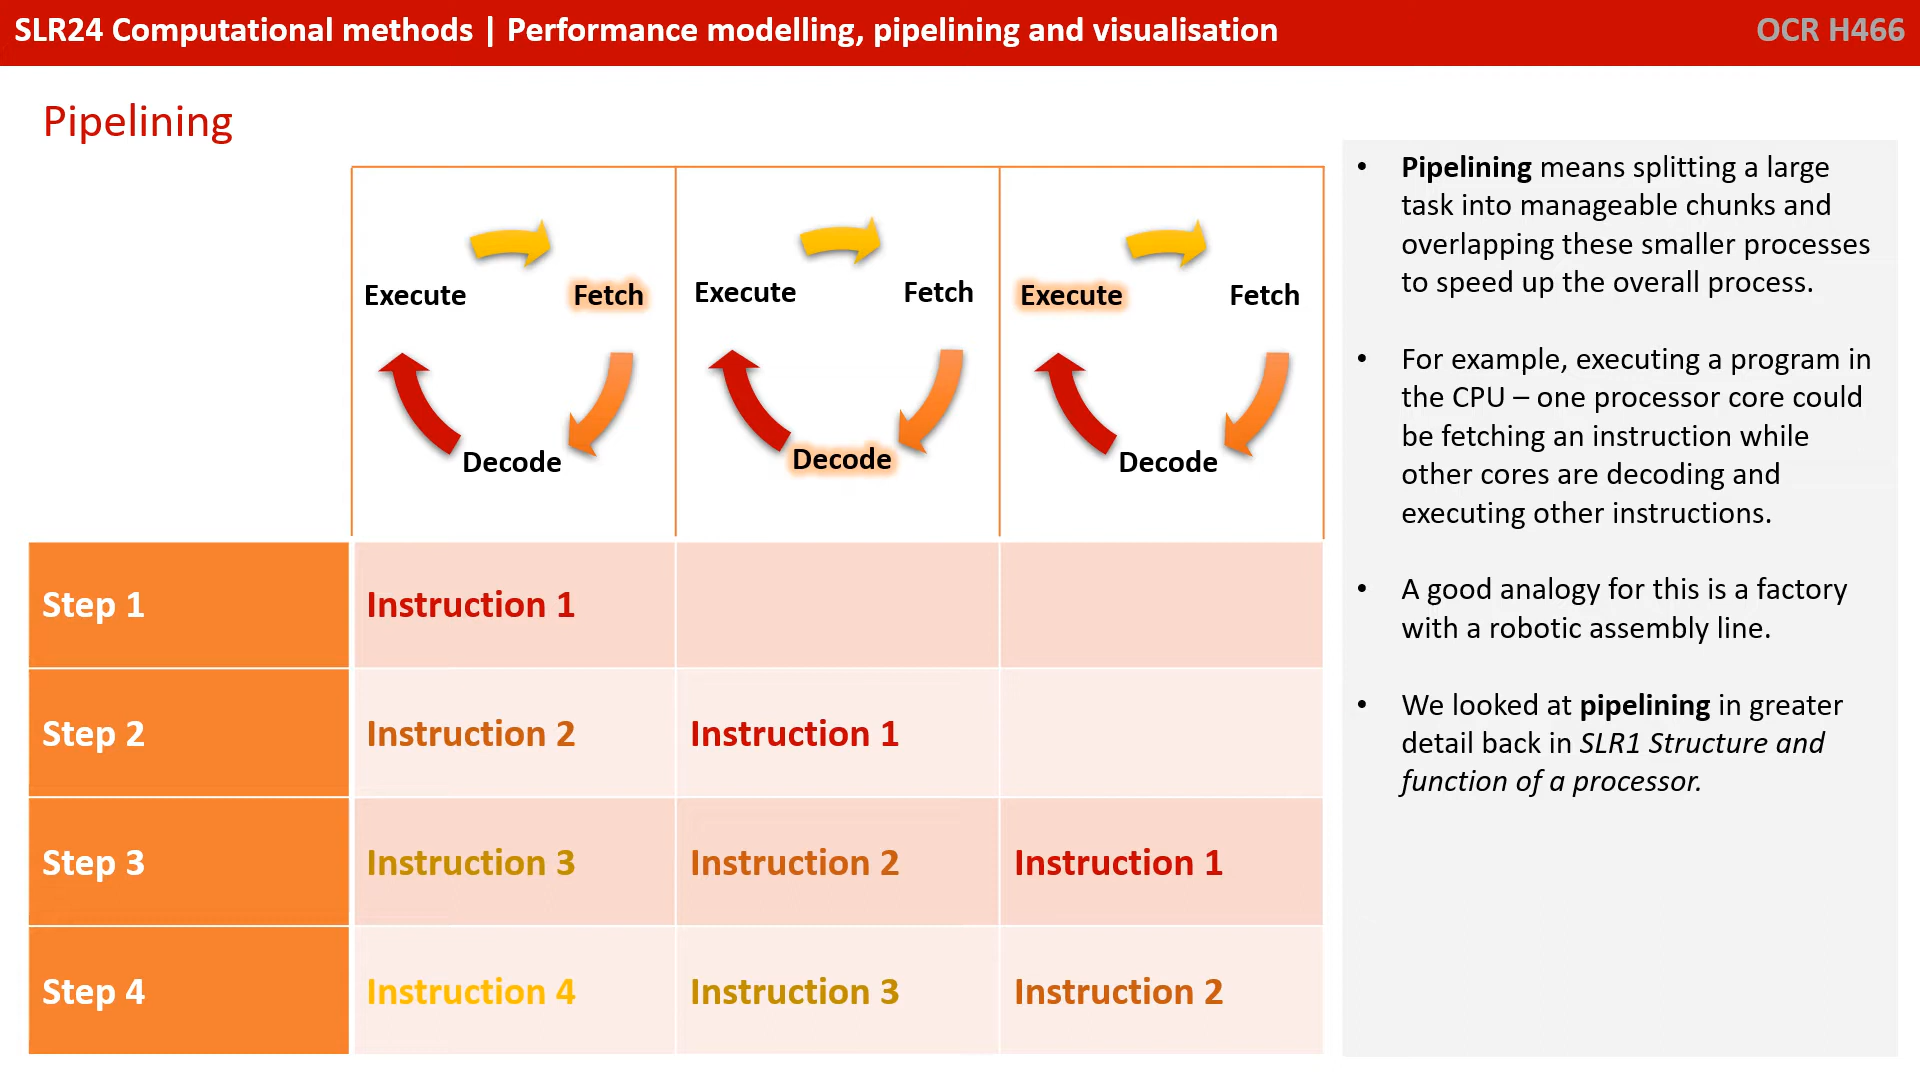 SLR24 Computational methods | Performance modelling, pipelining and visualisation
OCR H466
Pipelining
Execute
Fetch
Decode
Execute
Fetch
Decode
Execute
Fetch
Decode
Step 1
Instruction 1
Step 2
Instruction 2
Instruction 1
Step 3
Instruction 3
Instruction 2
Instruction 1
Step 4
Instruction 4
Instruction 3
Instruction 2
• Pipelining means splitting a large
task into manageable chunks and
overlapping these smaller processes
to speed up the overall process.
• For example, executing a program in
the CPU – one processor core could
be fetching an instruction while
other cores are decoding and
executing other instructions.
• A good analogy for this is a factory
with a robotic assembly line.
• We looked at pipelining in greater
detail back in SLR1 Structure and
function of a processor.